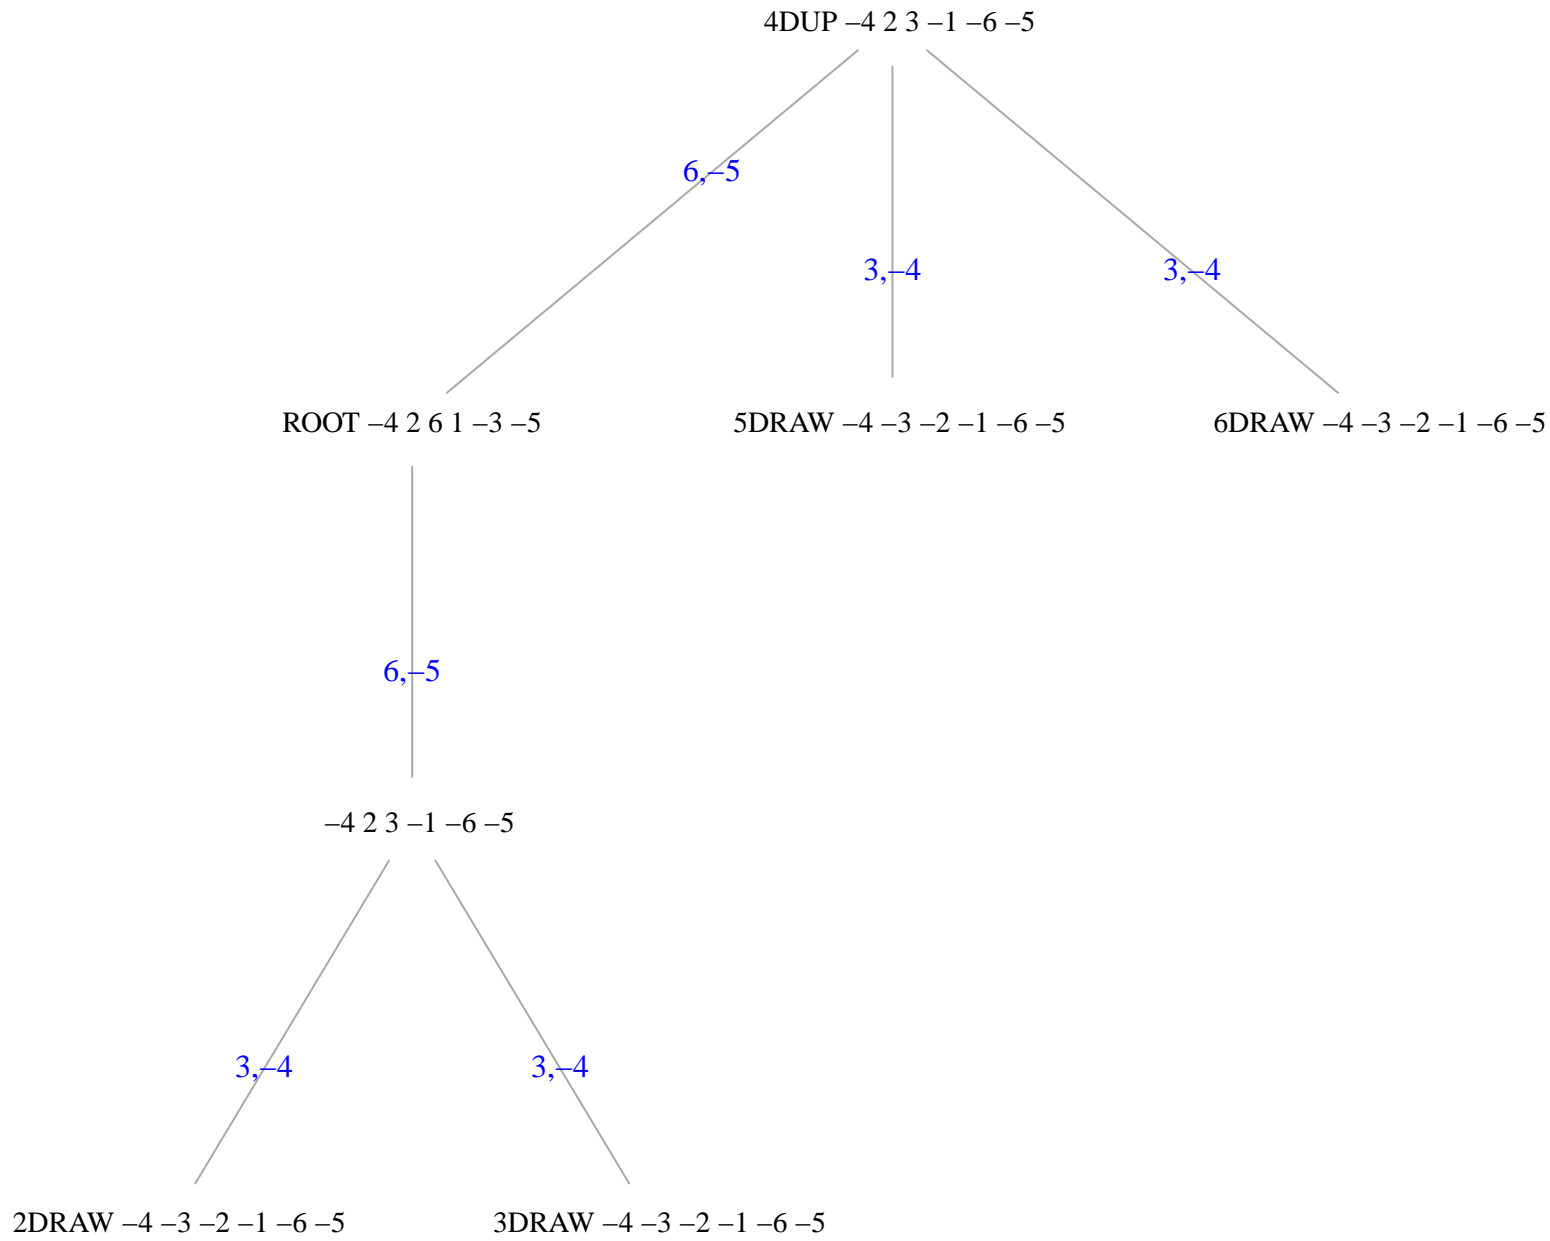 4DUP –4 2 3 –1 –6 –5
6,–5
3,–4
3,–4
ROOT –4 2 6 1 –3 –5
5DRAW –4 –3 –2 –1 –6 –5
6DRAW –4 –3 –2 –1 –6 –5
6,–5
–4 2 3 –1 –6 –5
3,–4
3,–4
2DRAW –4 –3 –2 –1 –6 –5
3DRAW –4 –3 –2 –1 –6 –5